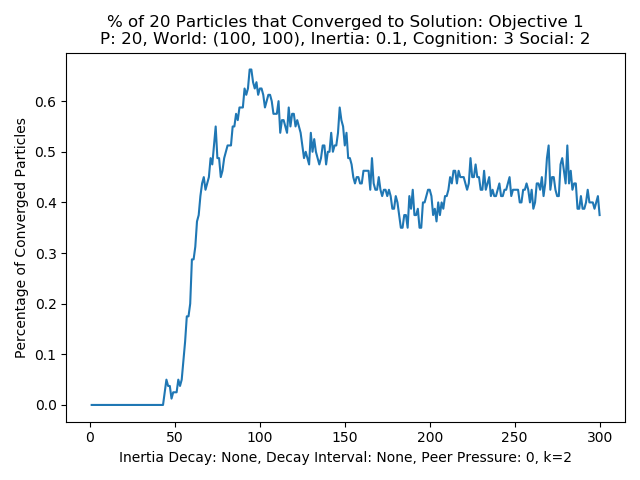 % of 20 Particles that Converged to Solution: Objective 1
P: 20, World: (100, 100), Inertia: 0.1, Cognition: 3 Social: 2
Percentage of Converged Particles
0.6
0.5
0.4
0.3
0.2
0.1
0.0
0 50 100 150 200 250 300
Inertia Decay: None, Decay Interval: None, Peer Pressure: 0, k=2